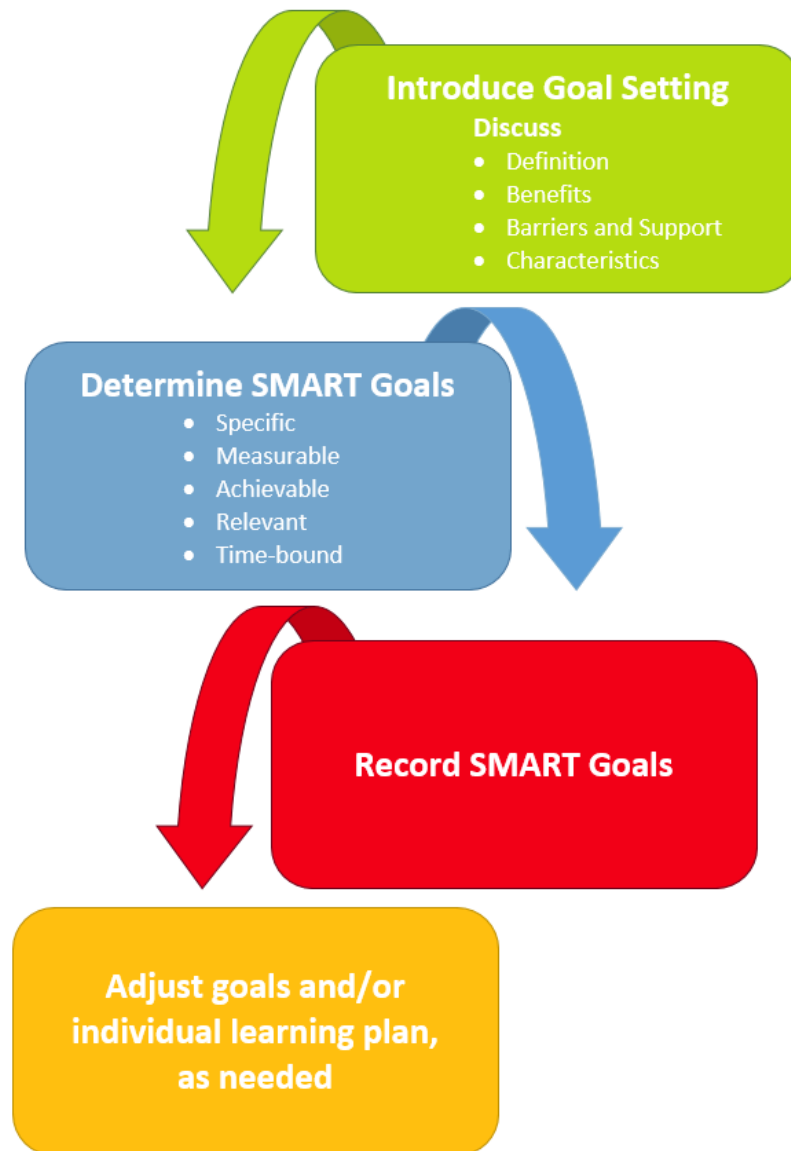 Introduce Goal Setting
Discuss
• Definition
• Benefits
• Barriers and Support
• Characteristics
Determine SMART Goals
• Specific
• Measurable
• Achievable
• Relevant
• Time-bound
Record SMART Goals
Adjust goals and/or
individual learning plan,
as needed